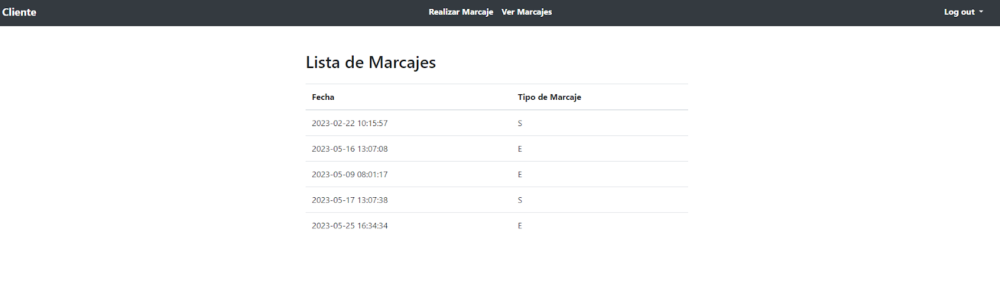 Cliente Realizar Marcaje Ver Marcajes Log out
Lista de Marcajes
Fecha Tipo de Marcaje
2023-02-22 10:15:57 S
2023-05-16 13:07:08 E
2023-05-09 08:01:17 E
2023-05-17 13:07:38 S
2023-05-25 16:34:34 E